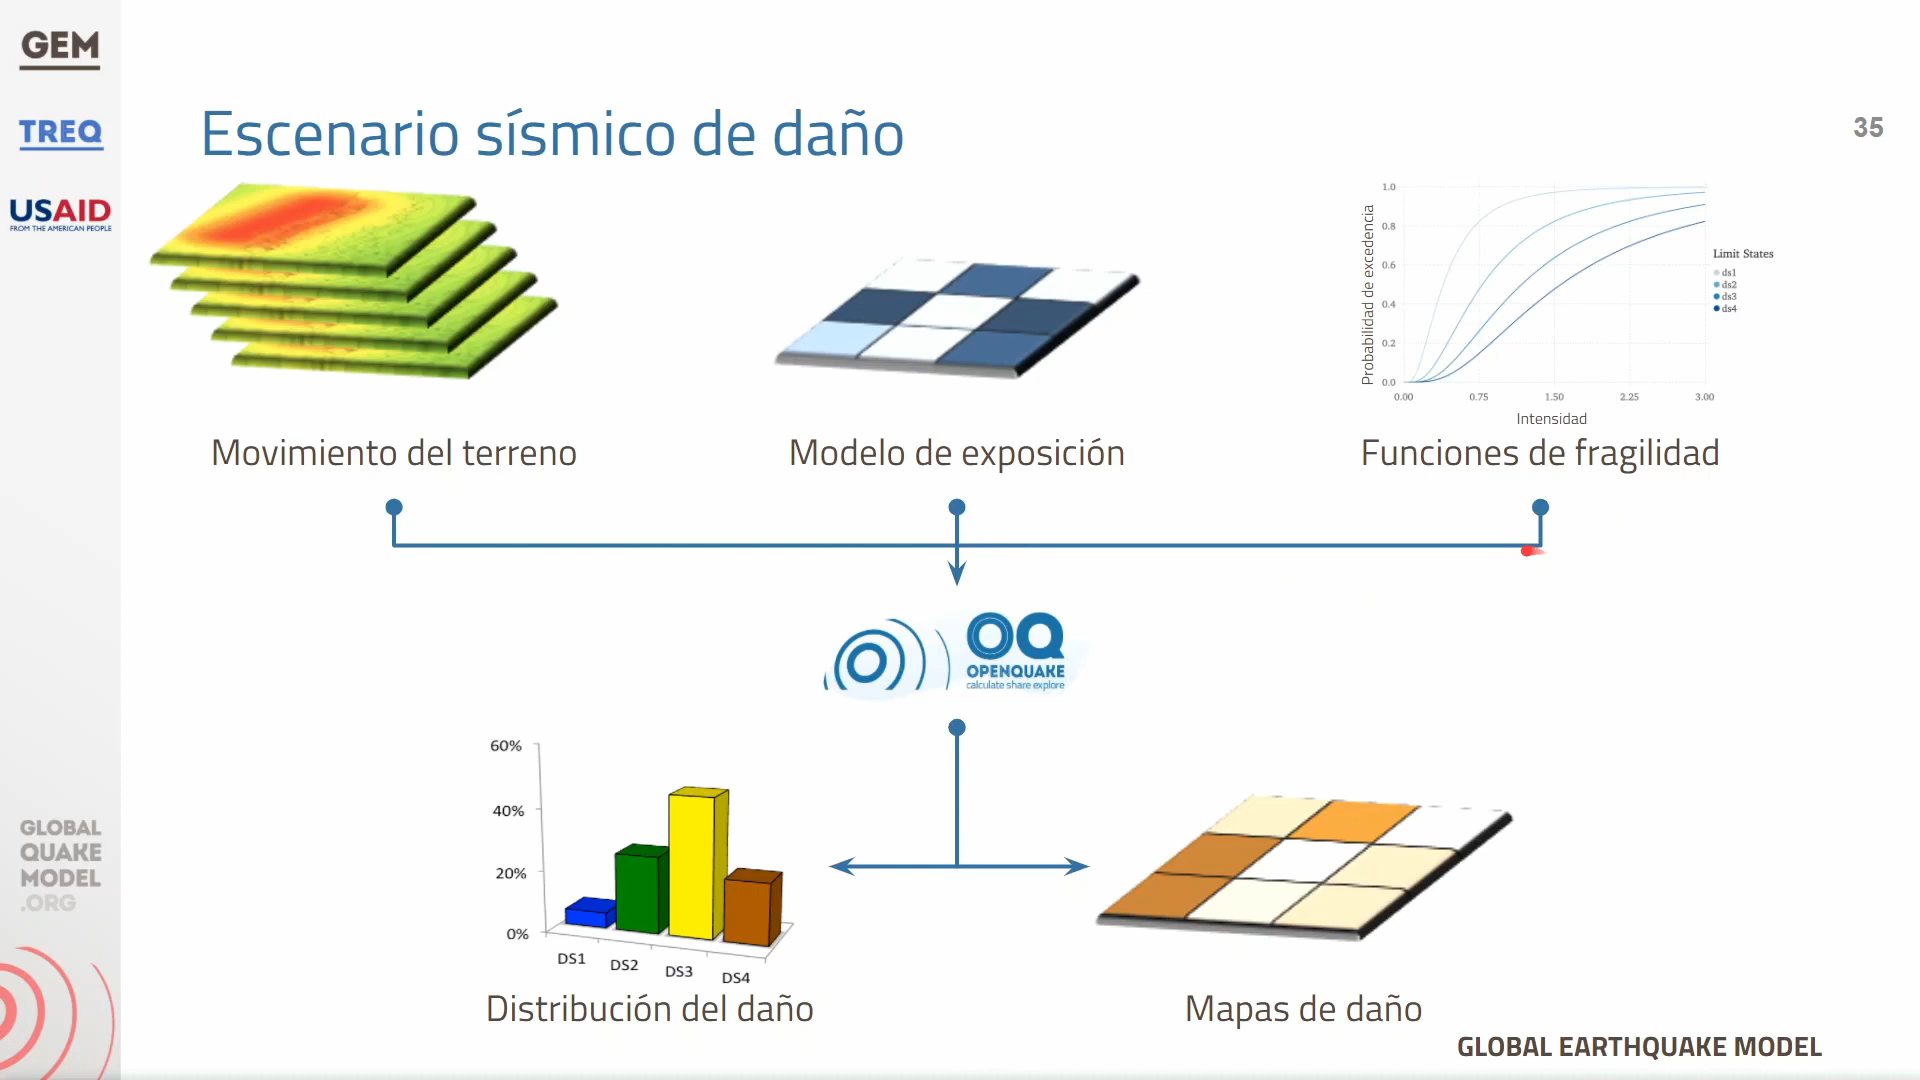 GEM
TREQ
USAID
FROM THE AMERICAN PEOPLE
Escenario sísmico de daño
35
Probabilidad de excedencia
1.0
0.8
0.6
0.4
0.2
0.0
0.00 0.75 1.50 2.25 3.00
Intensidad
Limit States
ds1
ds2
ds3
ds4
Movimiento del terreno
Modelo de exposición
Funciones de fragilidad
OQ
OPENQUAKE
calculate share explore
60%
40%
20%
0%
DS1 DS2 DS3 DS4
Distribución del daño
Mapas de daño
GLOBAL
QUAKE
MODEL
.ORG
GLOBAL EARTHQUAKE MODEL